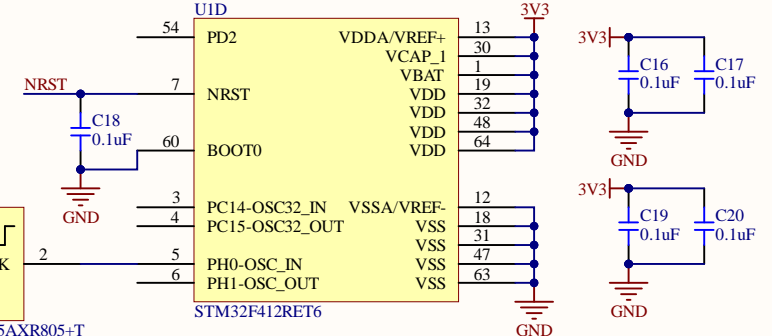 U1D
3V3
54 PD2 VDDA/VREF+ 13
VCAP_1 30
VBAT 1
NRST 7 NRST VDD 19
VDD 32
VDD 48
60 BOOT0 VDD 64
C18
0.1uF
GND
3 PC14-OSC32_IN VSSA/VREF- 12
4 PC15-OSC32_OUT VSS 18
VSS 31
K 2 5 PH0-OSC_IN VSS 47
6 PH1-OSC_OUT VSS 63
STM32F412RET6
GND
5AXR805+T
3V3
C16
0.1uF
C17
0.1uF
GND
3V3
C19
0.1uF
C20
0.1uF
GND